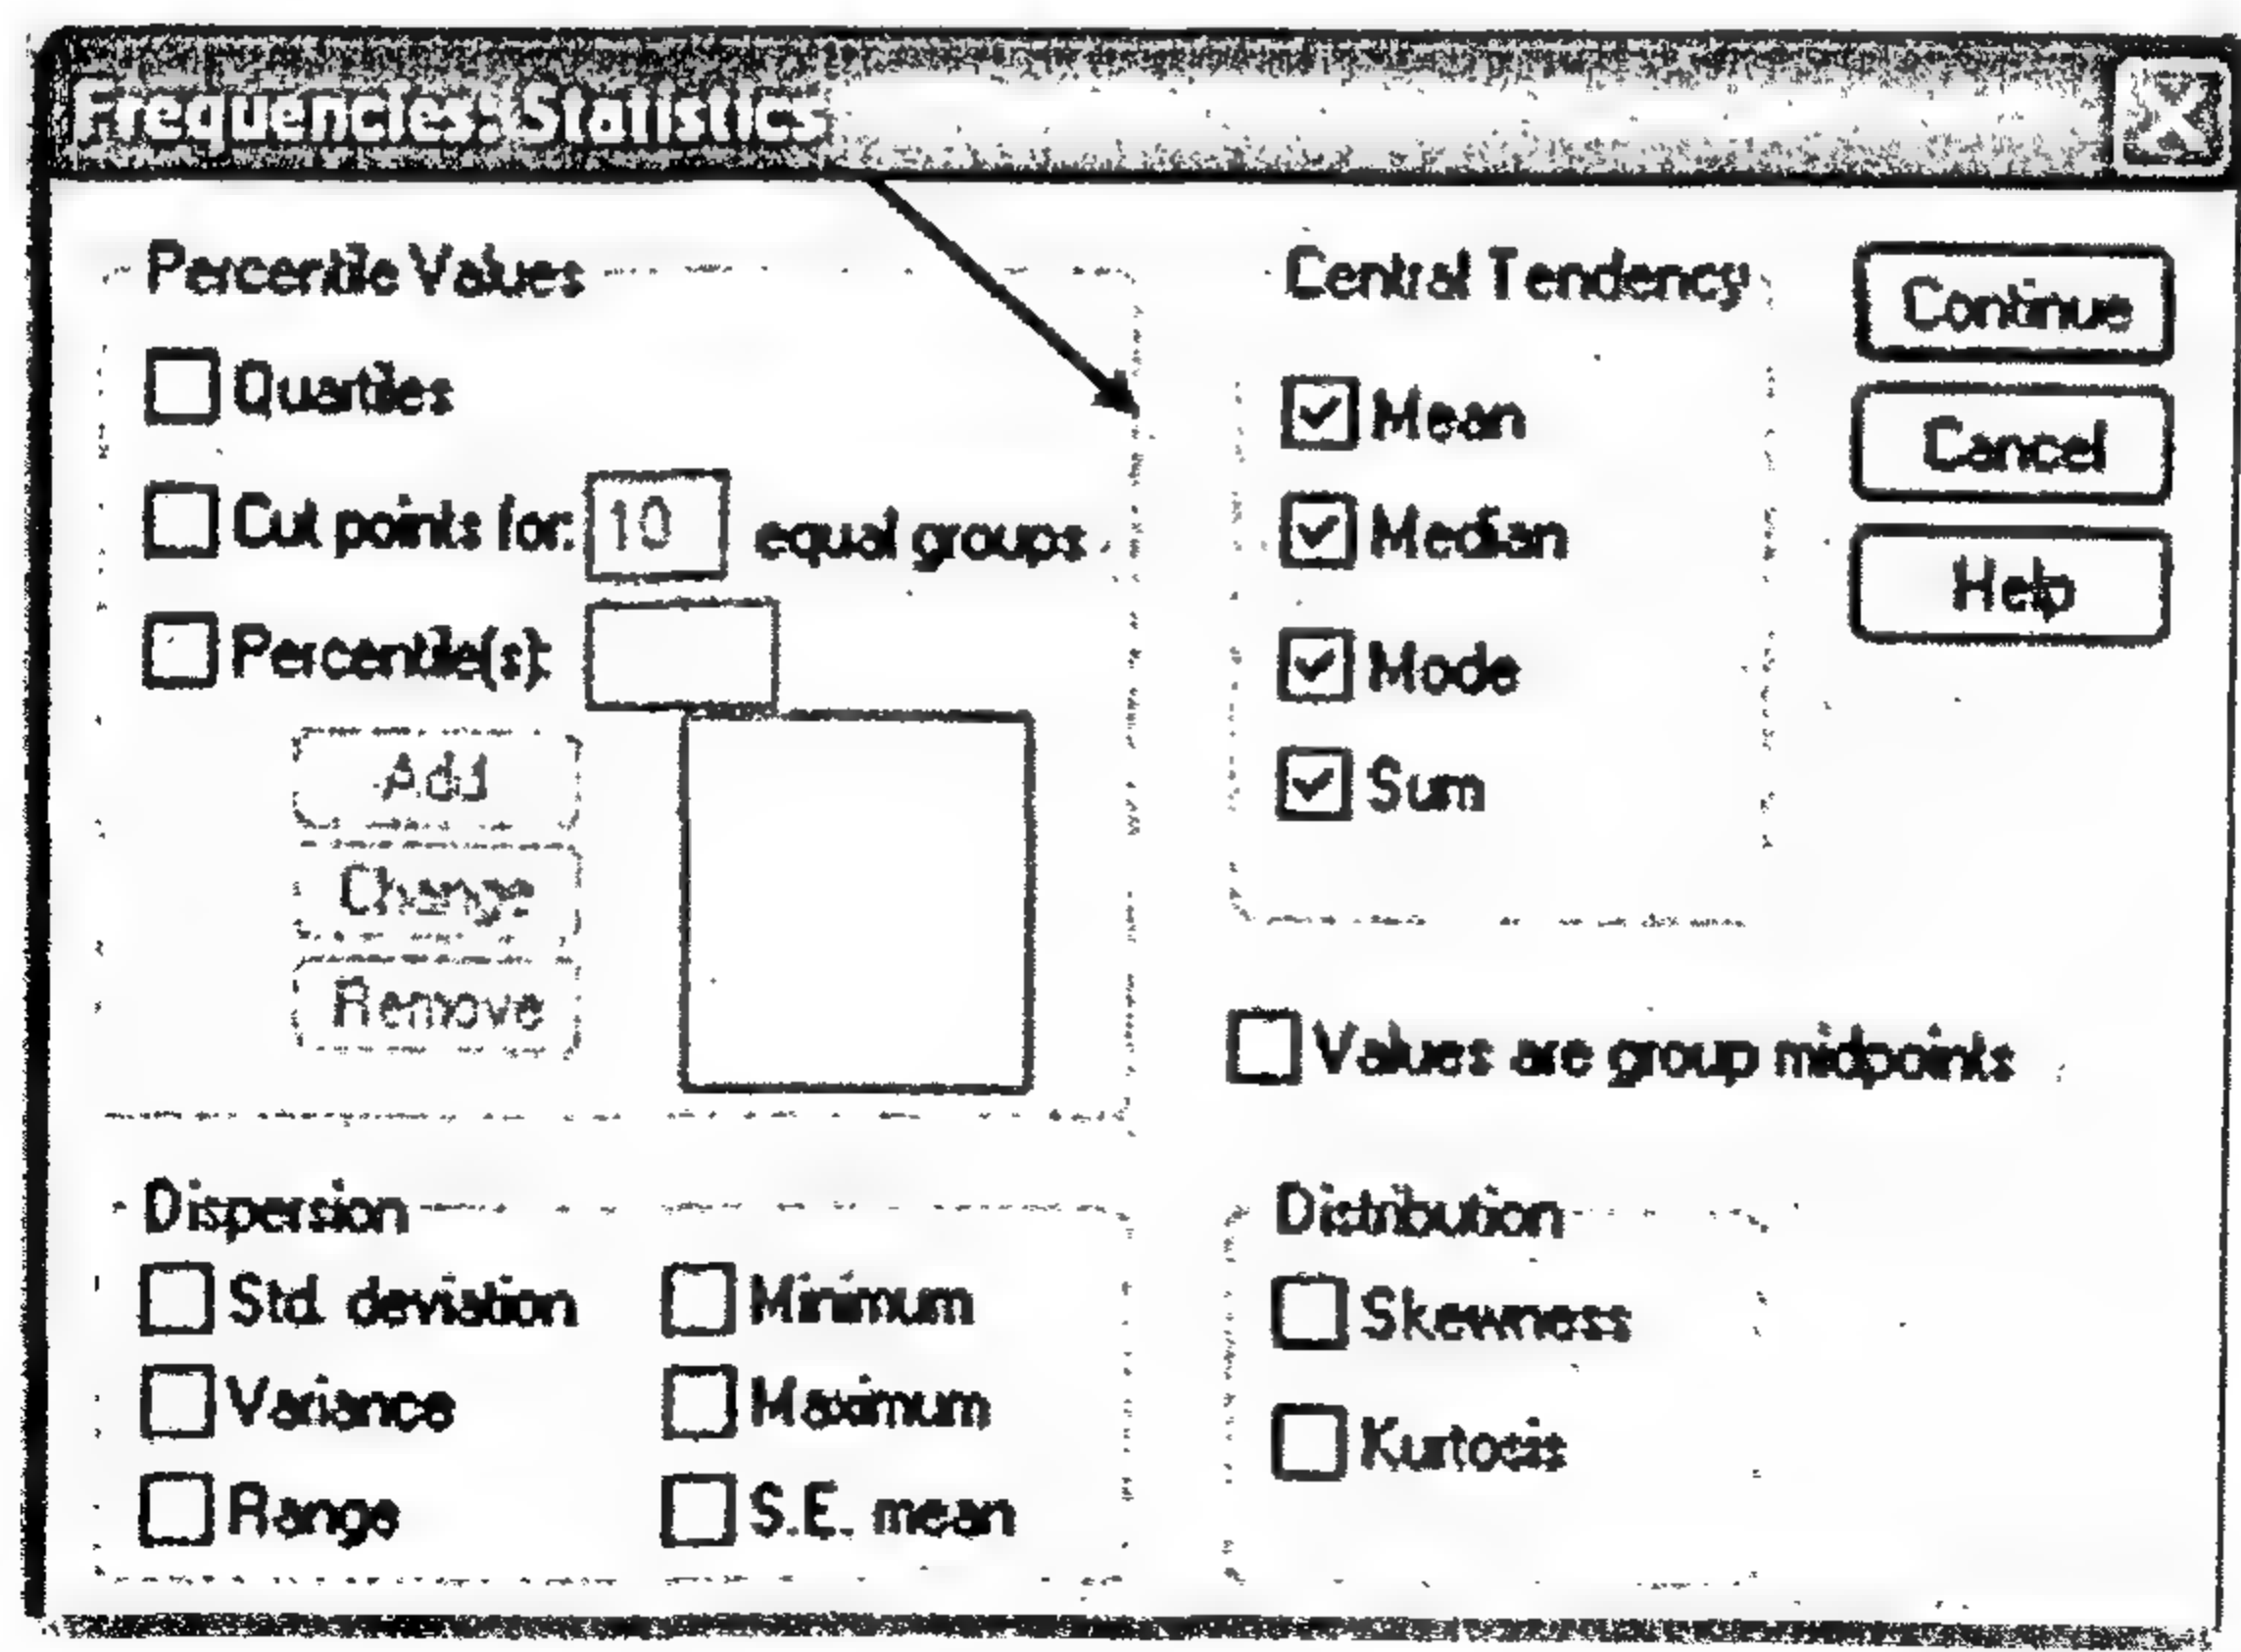 Frequencies: Statistics
Percentile Values
Quartiles
Cut points for: 10 equal groups
Percentile(s):
Add
Change
Remove
Central Tendency
Mean
Median
Mode
Sum
Continue
Cancel
Help
Values are group midpoints
Dispersion
Std. deviation
Variance
Range
Minimum
Maximum
S.E. mean
Distribution
Skewness
Kurtosis